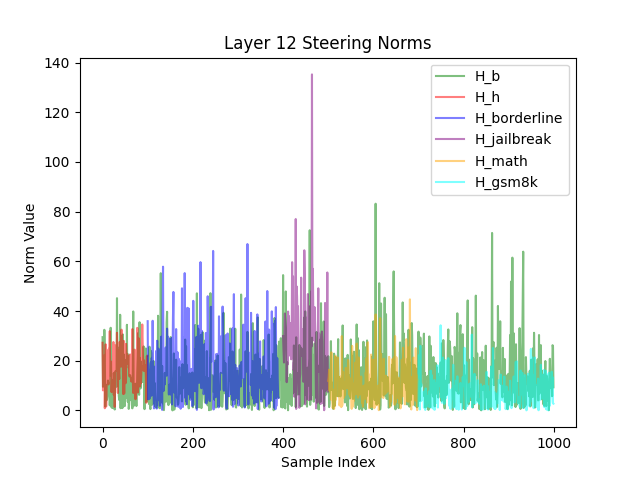 Layer 12 Steering Norms
140
120
100
80
60
40
20
0
Norm Value
H_b
H_h
H_borderline
H_jailbreak
H_math
H_gsm8k
0 200 400 600 800 1000
Sample Index